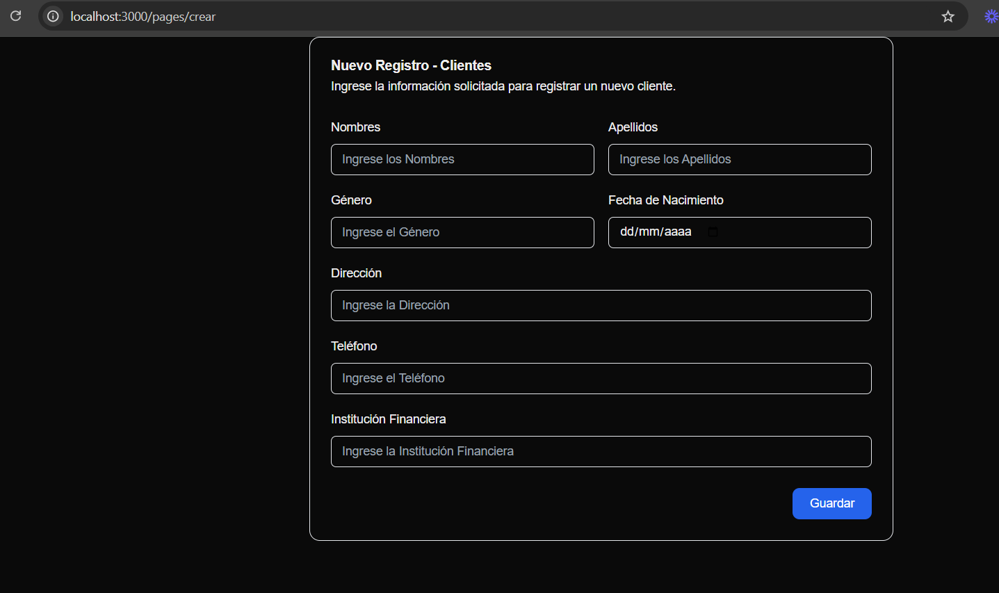 localhost:3000/pages/crear
Nuevo Registro - Clientes
Ingrese la información solicitada para registrar un nuevo cliente.
Nombres
Apellidos
Ingrese los Nombres
Ingrese los Apellidos
Género
Fecha de Nacimiento
Ingrese el Género
dd/mm/aaaa
Dirección
Ingrese la Dirección
Teléfono
Ingrese el Teléfono
Institución Financiera
Ingrese la Institución Financiera
Guardar